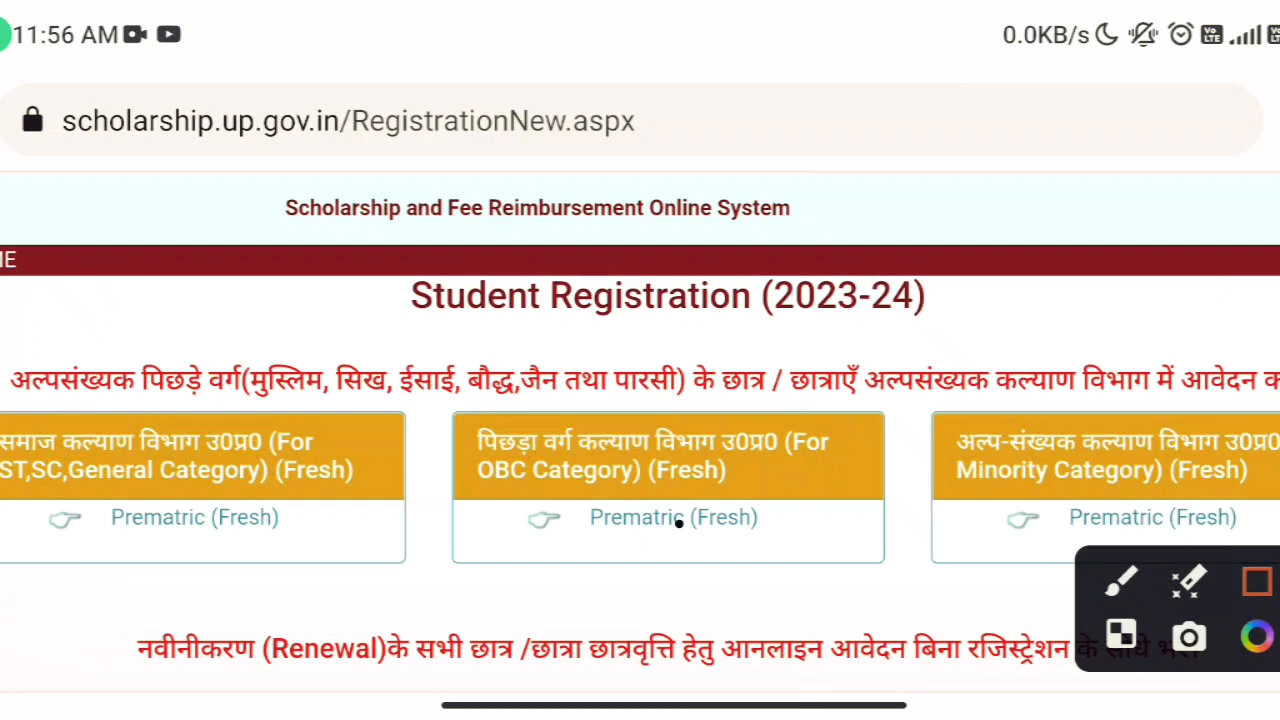 11:56 AM
0.0KB/s
scholarship.up.gov.in/RegistrationNew.aspx
Scholarship and Fee Reimbursement Online System
Student Registration (2023-24)
अल्पसंख्यक पिछड़े वर्ग(मुस्लिम, सिख, ईसाई, बौद्ध,जैन तथा पारसी) के छात्र / छात्राएँ अल्पसंख्यक कल्याण विभाग में आवेदन
समाज कल्याण विभाग उ0प्र0 (For
ST,SC,General Category) (Fresh)
Prematric (Fresh)
पिछड़ा वर्ग कल्याण विभाग उ0प्र0 (For
OBC Category) (Fresh)
Prematric (Fresh)
अल्प-संख्यक कल्याण विभाग उ0प्र0
Minority Category) (Fresh)
Prematric (Fresh)
नवीनीकरण (Renewal)के सभी छात्र /छात्रा छात्रवृत्ति हेतु आनलाइन आवेदन बिना रजिस्ट्रेशन के